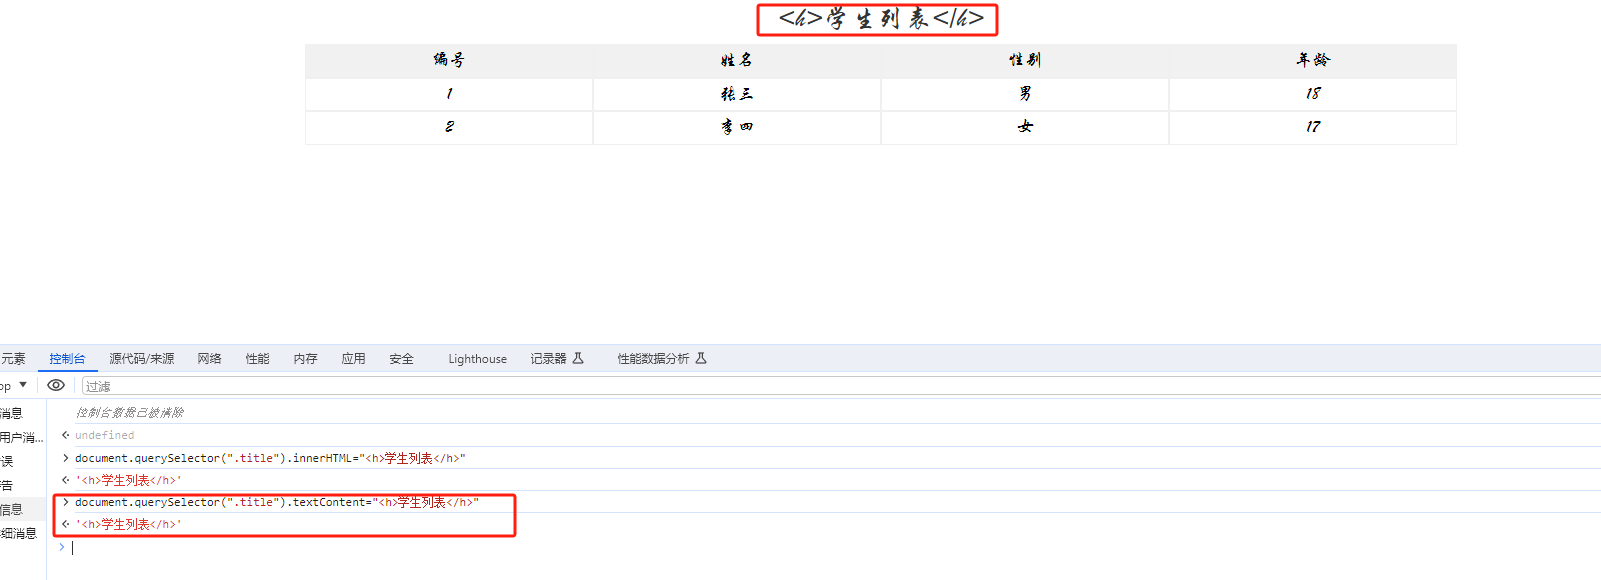 <h>学生列表</h>
编号 姓名 性别 年龄
1 张三 男 18
2 李四 女 17
元素 控制台 源代码/来源 网络 性能 内存 应用 安全 Lighthouse 记录器 性能数据分析
op ▼ 过滤
消息 控制台数据已被清除
用户消... undefined
document.querySelector(".title").innerHTML="<h>学生列表</h>"
误
'<h>学生列表</h>'
告
信息 document.querySelector(".title").textContent="<h>学生列表</h>"
'<h>学生列表</h>'
细消息